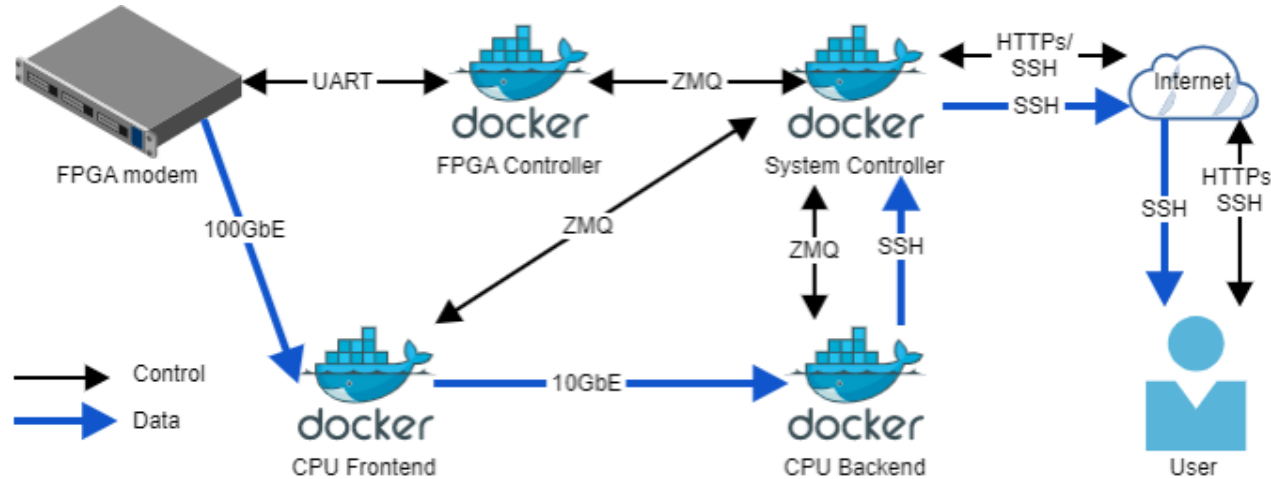 HTTPs/
SSH
UART
ZMQ
Internet
SSH
docker
docker
FPGA Controller
System Controller
FPGA modem
HTTPs
SSH
SSH
100GbE
ZMQ
ZMQ
SSH
Control
10GbE
Data
docker
docker
CPU Frontend
CPU Backend
User